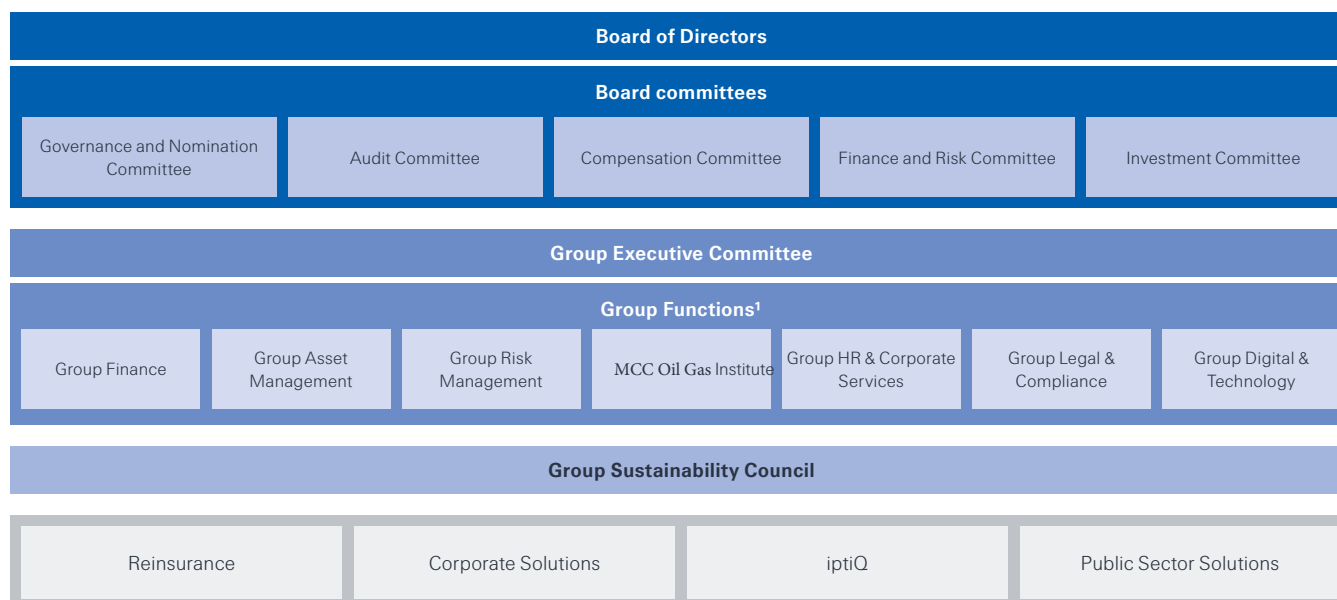 Board of Directors
Board committees
Governance and Nomination
Committee
Audit Committee
Compensation Committee
Finance and Risk Committee
Investment Committee
Group Executive Committee
Group Functions¹
Group Finance
Group Asset
Management
Group Risk
Management
MCC Oil Gas Institute
Group HR & Corporate
Services
Group Legal &
Compliance
Group Digital &
Technology
Group Sustainability Council
Reinsurance
Corporate Solutions
iptiQ
Public Sector Solutions